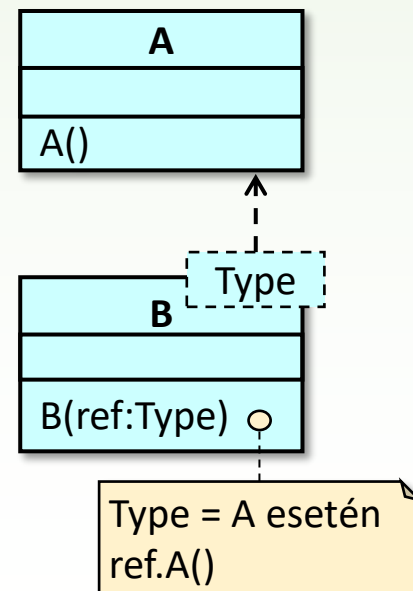 A
A()
Type
B
B(ref:Type)
Type = A esetén
ref.A()